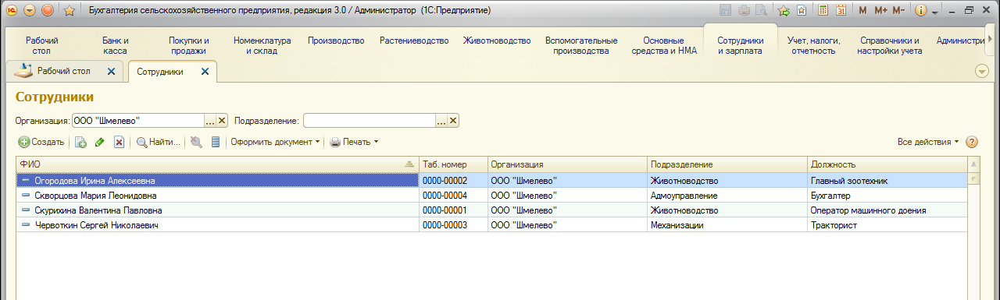 Бухгалтерия сельскохозяйственного предприятия, редакция 3.0 / Администратор (1С:Предприятие)
M M+ M−
Рабочий стол
Банк и касса
Покупки и продажи
Номенклатура и склад
Производство
Растениеводство
Животноводство
Вспомогательные производства
Основные средства и НМА
Сотрудники и зарплата
Учет, налоги, отчетность
Справочники и настройки учета
Администри
Рабочий стол
Сотрудники
Сотрудники
Организация: ООО "Шмелево" ... Подразделение: ...
Создать Найти... Оформить документ Печать Все действия ?
ФИО Таб. номер Организация Подразделение Должность
Огородова Ирина Алексеевна 0000-00002 ООО "Шмелево" Животноводство Главный зоотехник
Скворцова Мария Леонидовна 0000-00004 ООО "Шмелево" Адмоуправление Бухгалтер
Скурихина Валентина Павловна 0000-00001 ООО "Шмелево" Животноводство Оператор машинного доения
Червоткин Сергей Николаевич 0000-00003 ООО "Шмелево" Механизации Тракторист